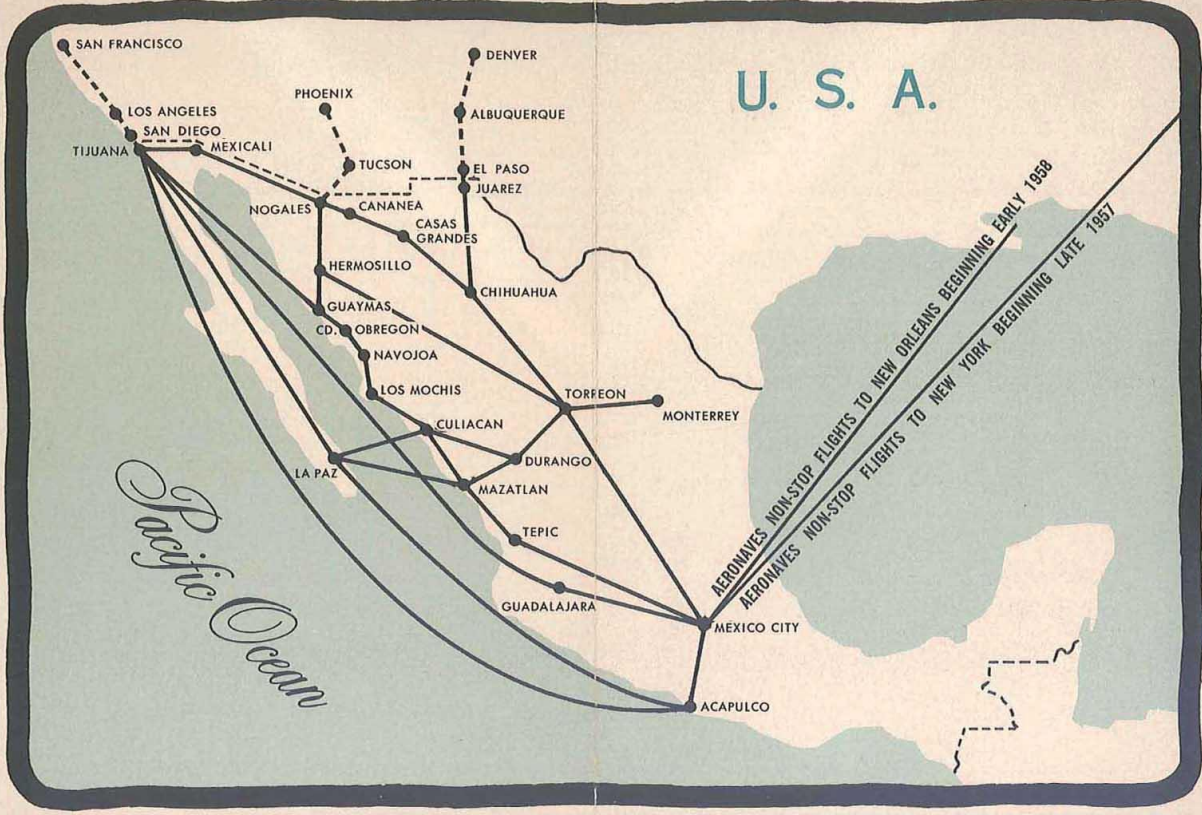 SAN FRANCISCO
DENVER
U. S. A.
PHOENIX
LOS ANGELES
ALBUQUERQUE
SAN DIEGO
TIJUANA
MEXICALI
TUCSON
EL PASO
JUAREZ
NOGALES
CANANEA
CASAS
GRANDES
HERMOSILLO
CHIHUAHUA
GUAYMAS
CD. OBREGON
NAVOJOA
LOS MOCHIS
TORREON
MONTERREY
CULIACAN
DURANGO
LA PAZ
MAZATLAN
TEPIC
GUADALAJARA
MEXICO CITY
ACAPULCO
AERONAVES NON-STOP FLIGHTS TO NEW ORLEANS BEGINNING EARLY 1958
AERONAVES NON-STOP FLIGHTS TO NEW YORK BEGINNING LATE 1957
Pacific Ocean